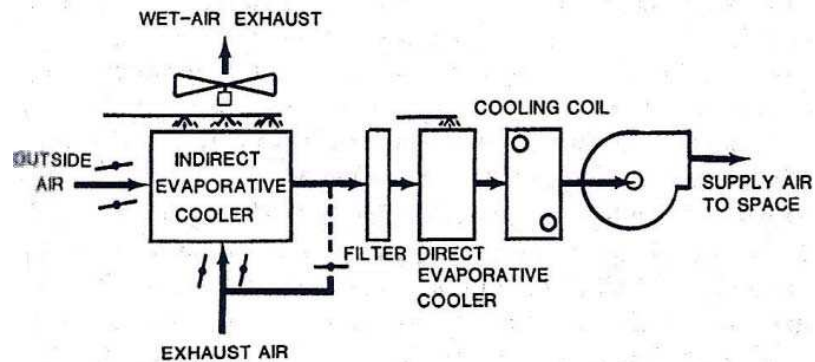 WET-AIR EXHAUST
COOLING COIL
OUTSIDE
AIR
INDIRECT
EVAPORATIVE
COOLER
SUPPLY AIR
TO SPACE
FILTER
DIRECT
EVAPORATIVE
COOLER
EXHAUST AIR